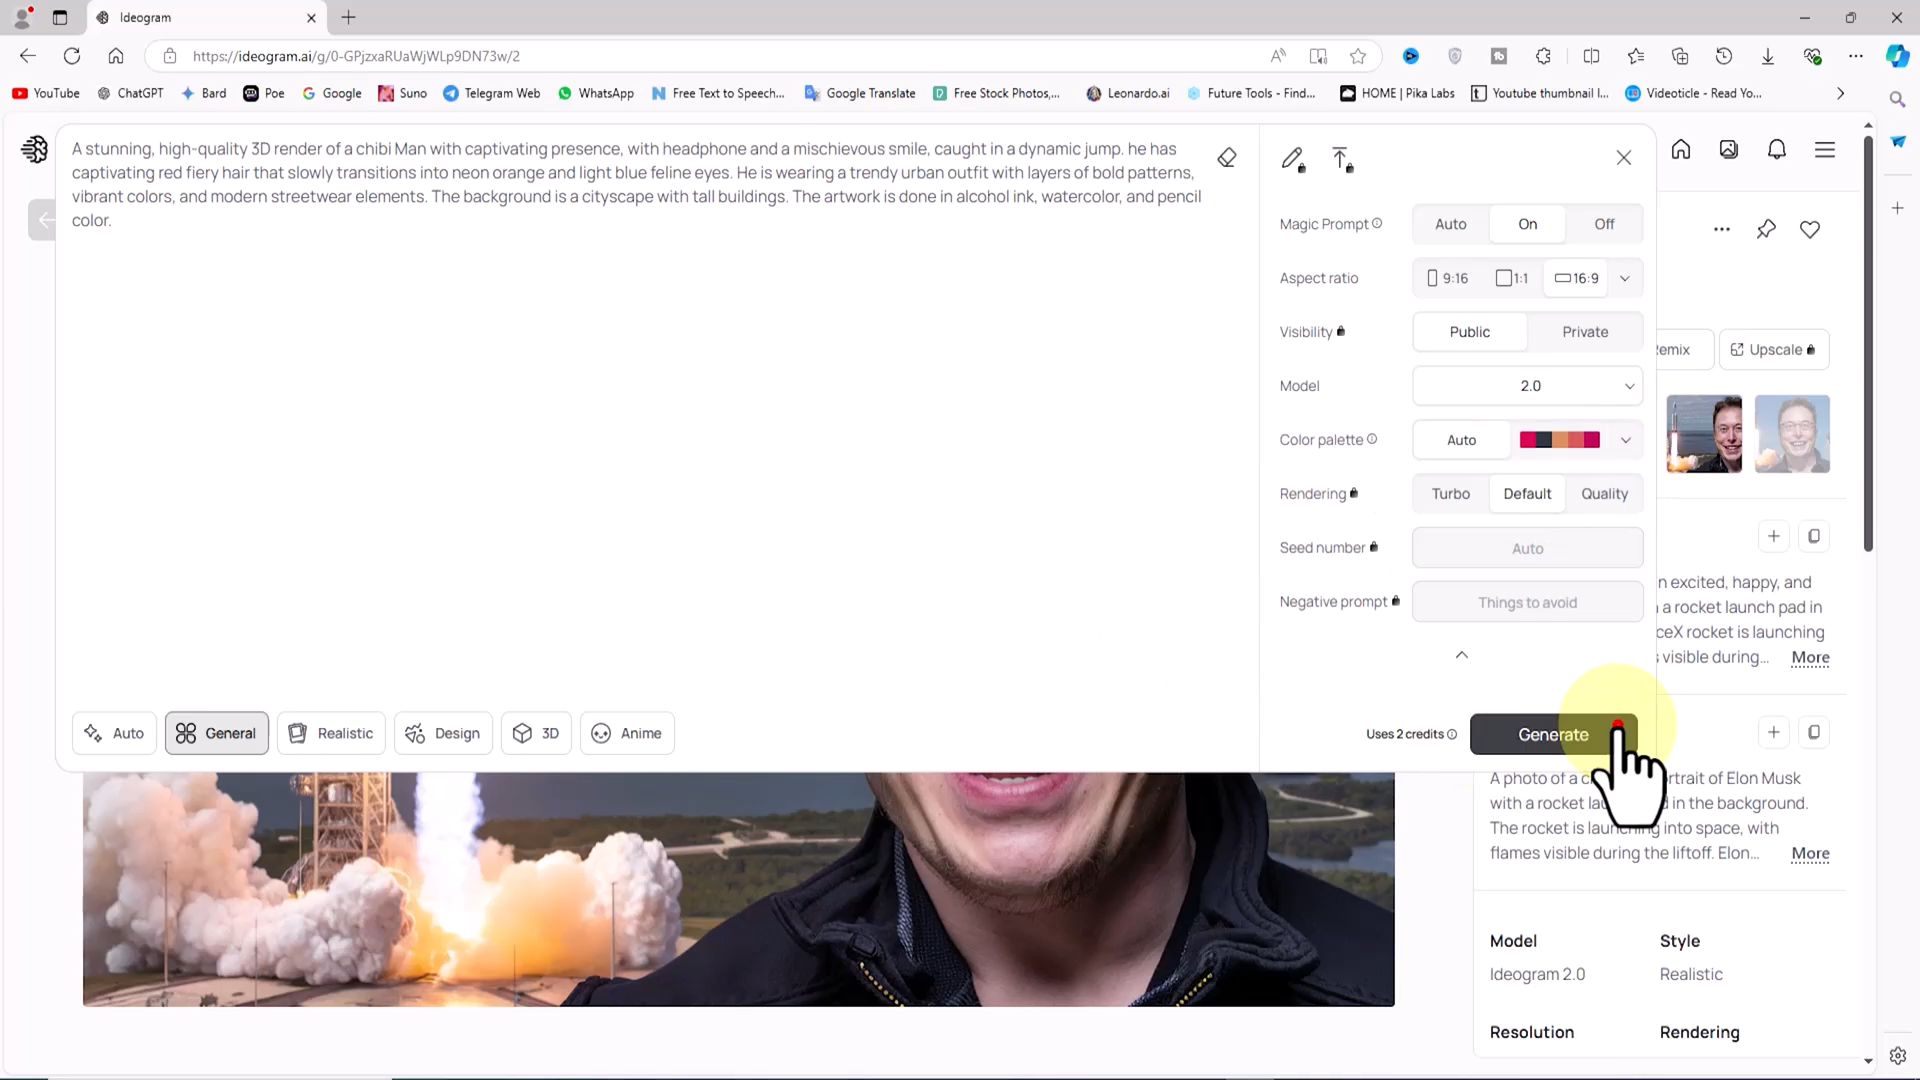 Ideogram
https://ideogram.ai/g/0-GPjzxaRUaWjWLp9DN73w/2
YouTube
ChatGPT
Bard
Poe
Google
Suno
Telegram Web
WhatsApp
Free Text to Speech...
Google Translate
Free Stock Photos,...
Leonardo.ai
Future Tools - Find...
HOME | Pika Labs
Youtube thumbnail I...
Videoticle - Read Yo...
A stunning, high-quality 3D render of a chibi Man with captivating presence, with headphone and a mischievous smile, caught in a dynamic jump. he has
captivating red fiery hair that slowly transitions into neon orange and light blue feline eyes. He is wearing a trendy urban outfit with layers of bold patterns,
vibrant colors, and modern streetwear elements. The background is a cityscape with tall buildings. The artwork is done in alcohol ink, watercolor, and pencil
color.
Magic Prompt
Auto
On
Off
Aspect ratio
9:16
1:1
16:9
Visibility
Public
Private
Model
2.0
Color palette
Auto
Rendering
Turbo
Default
Quality
Seed number
Auto
Negative prompt
Things to avoid
Auto
General
Realistic
Design
3D
Anime
Uses 2 credits
Generate
emix
Upscale
n excited, happy, and
a rocket launch pad in
ceX rocket is launching
visible during...
More
A photo of a c rtrait of Elon Musk
with a rocket la d in the background.
The rocket is launching into space, with
flames visible during the liftoff. Elon...
More
Model
Style
Ideogram 2.0
Realistic
Resolution
Rendering